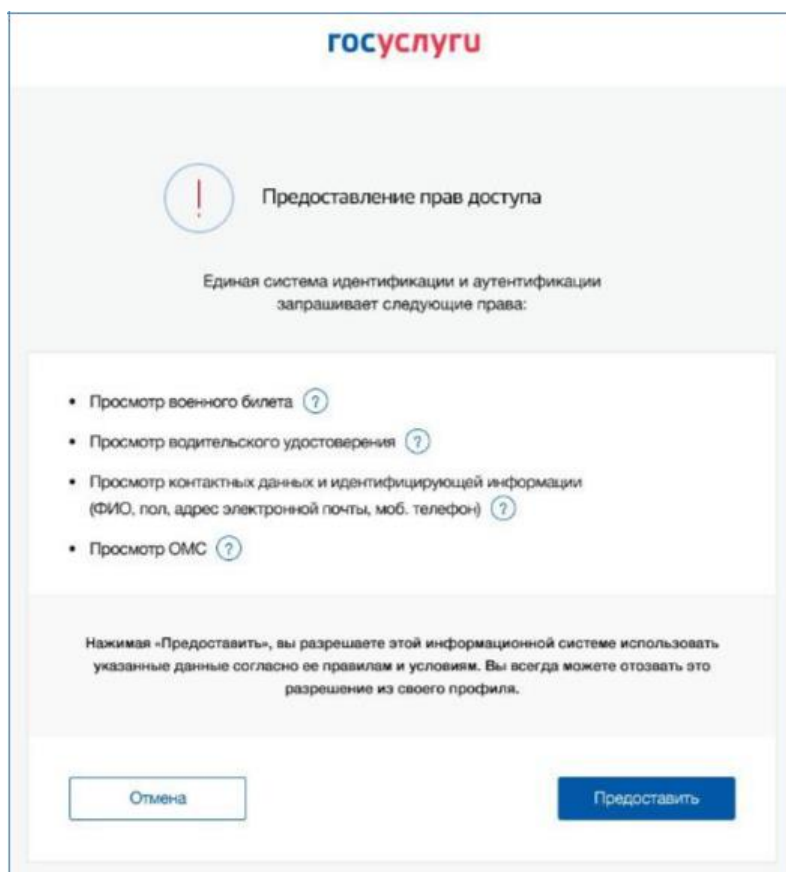 госуслуги
!
Предоставление прав доступа
Единая система идентификации и аутентификации
запрашивает следующие права:
• Просмотр военного билета ?
• Просмотр водительского удостоверения ?
• Просмотр контактных данных и идентифицирующей информации
(ФИО, пол, адрес электронной почты, моб. телефон) ?
• Просмотр ОМС ?
Нажимая «Предоставить», вы разрешаете этой информационной системе использовать
указанные данные согласно ее правилам и условиям. Вы всегда можете отозвать это
разрешение из своего профиля.
Отмена
Предоставить